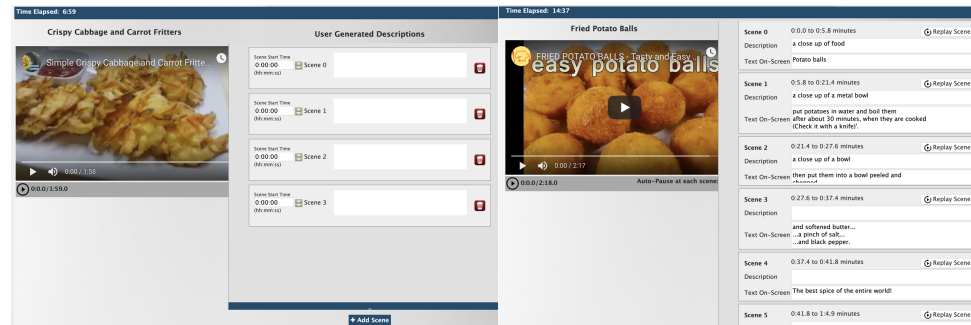 Time Elapsed: 6:59
Crispy Cabbage and Carrot Fritters
Simple Crispy Cabbage and Carrot Fritte...
0:00 / 1:58
0:0.0/1:59.0
User Generated Descriptions
Scene Start Time
0:00:00 Scene 0
(hh:mm:ss)
Scene Start Time
0:00:00 Scene 1
(hh:mm:ss)
Scene Start Time
0:00:00 Scene 2
(hh:mm:ss)
Scene Start Time
0:00:00 Scene 3
(hh:mm:ss)
+ Add Scene
Time Elapsed: 14:37
Fried Potato Balls
FRIED POTATO BALLS - Tasty and Easy
easy potato balls
0:00 / 2:17
0:0.0/2:18.0 Auto-Pause at each scene:
Scene 0 0:0.0 to 0:5.8 minutes Replay Scene
Description a close up of food
Text On-Screen Potato balls
Scene 1 0:5.8 to 0:21.4 minutes Replay Scene
Description a close up of a metal bowl
put potatoes in water and boil them
Text On-Screen after about 30 minutes, when they are cooked
(Check it with a knife)'.
Scene 2 0:21.4 to 0:27.6 minutes Replay Scene
Description a close up of a bowl
Text On-Screen then put them into a bowl peeled and
chopped
Scene 3 0:27.6 to 0:37.4 minutes Replay Scene
Description
and softened butter...
Text On-Screen ...a pinch of salt...
...and black pepper.
Scene 4 0:37.4 to 0:41.8 minutes Replay Scene
Description
Text On-Screen The best spice of the entire world!
Scene 5 0:41.8 to 1:4.9 minutes Replay Scene